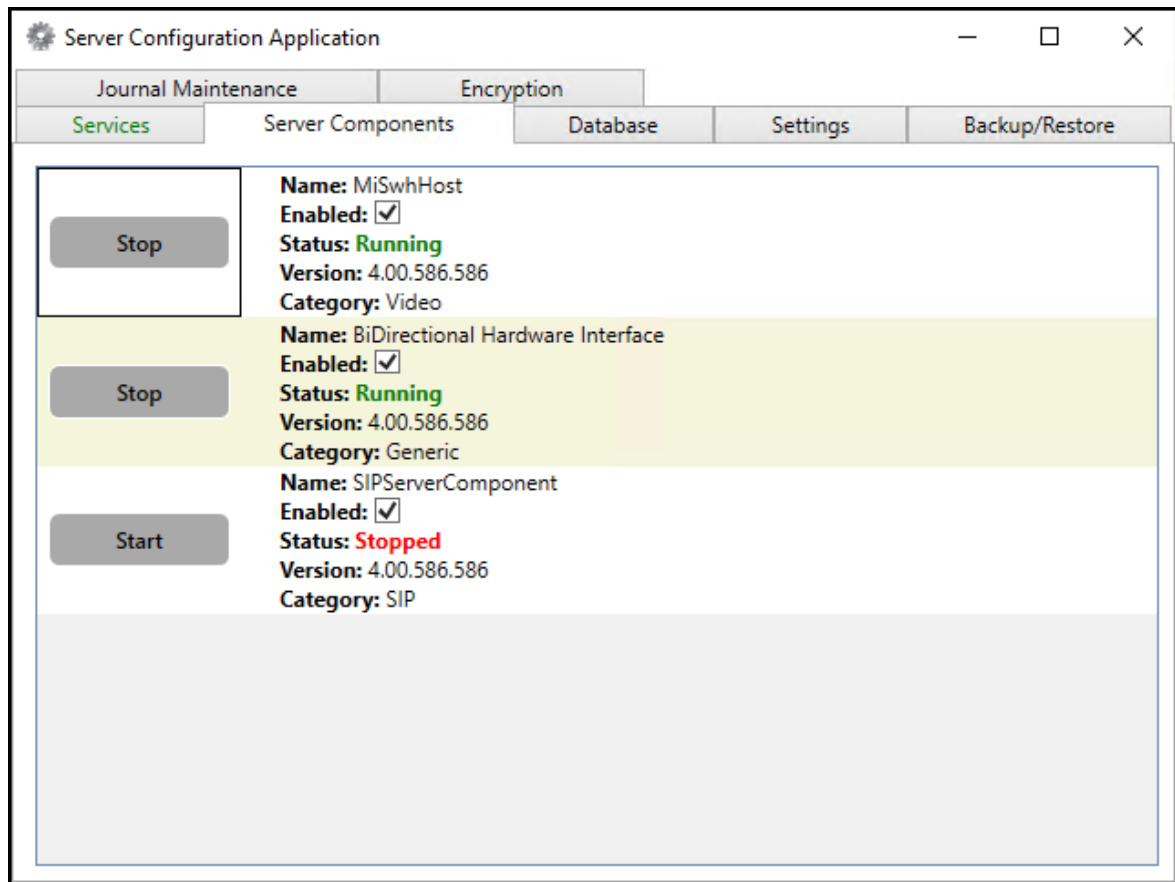 Server Configuration Application
Journal Maintenance Encryption
Services Server Components Database Settings Backup/Restore
Name: MiSwhHost
Enabled:
Stop
Status: Running
Version: 4.00.586.586
Category: Video
Name: BiDirectional Hardware Interface
Enabled:
Stop
Status: Running
Version: 4.00.586.586
Category: Generic
Name: SIPServerComponent
Enabled:
Start
Status: Stopped
Version: 4.00.586.586
Category: SIP